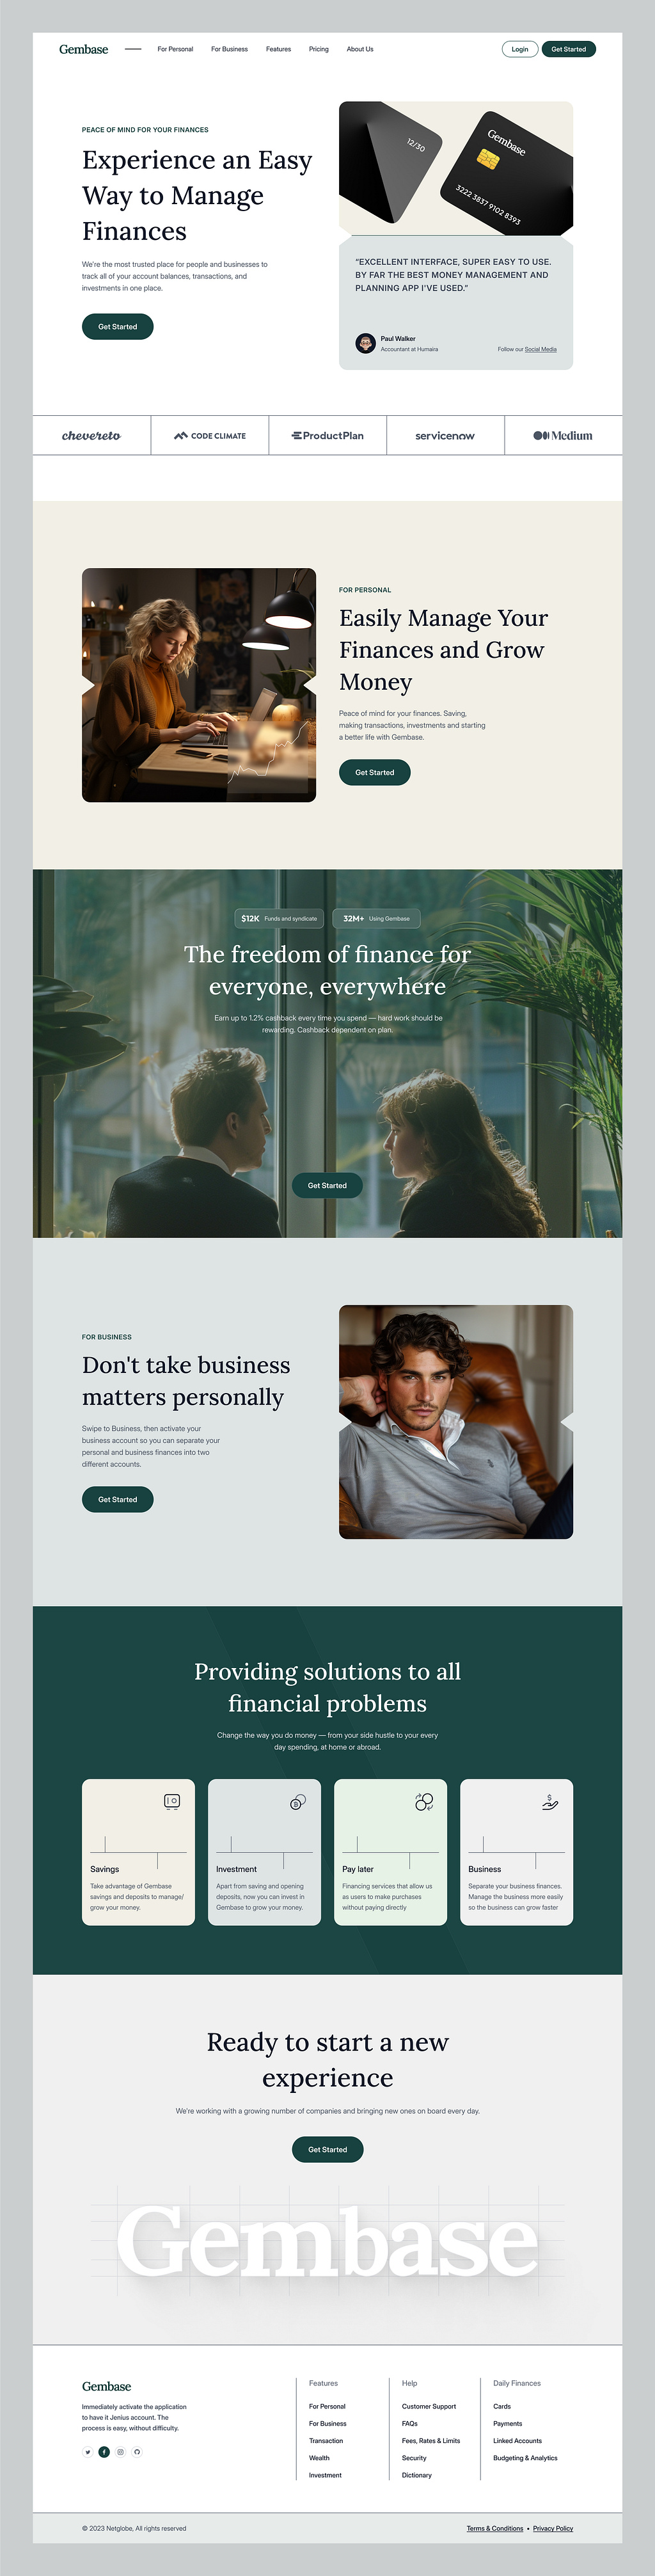 Gembase
For Personal
For Business
Features
Pricing
About Us
Login
Get Started
PEACE OF MIND FOR YOUR FINANCES
Experience an Easy
Way to Manage
Finances
We're the most trusted place for people and businesses to
track all of your account balances, transactions, and
investments in one place.
Get Started
12/30
Gembase
3222 3837 9102 8393
"EXCELLENT INTERFACE, SUPER EASY TO USE.
BY FAR THE BEST MONEY MANAGEMENT AND
PLANNING APP I'VE USED."
Paul Walker
Accountant at Humaira
Follow our Social Media
chevereto
CODE CLIMATE
ProductPlan
servicenow
Medium
FOR PERSONAL
Easily Manage Your
Finances and Grow
Money
Peace of mind for your finances. Saving,
making transactions, investments and starting
a better life with Gembase.
Get Started
$12K Funds and syndicate
32M+ Using Gembase
The freedom of finance for
everyone, everywhere
Earn up to 1.2% cashback every time you spend — hard work should be
rewarding. Cashback dependent on plan.
Get Started
FOR BUSINESS
Don't take business
matters personally
Swipe to Business, then activate your
business account so you can separate your
personal and business finances into two
different accounts.
Get Started
Providing solutions to all
financial problems
Change the way you do money — from your side hustle to your every
day spending, at home or abroad.
Savings
Take advantage of Gembase
savings and deposits to manage/
grow your money.
Investment
Apart from saving and opening
deposits, now you can invest in
Gembase to grow your money.
Pay later
Financing services that allow us
as users to make purchases
without paying directly
Business
Separate your business finances.
Manage the business more easily
so the business can grow faster
Ready to start a new
experience
We're working with a growing number of companies and bringing new ones on board every day.
Get Started
Gembase
Gembase
Immediately activate the application
to have it Jenius account. The
process is easy, without difficulty.
Features
For Personal
For Business
Transaction
Wealth
Investment
Help
Customer Support
FAQs
Fees, Rates & Limits
Security
Dictionary
Daily Finances
Cards
Payments
Linked Accounts
Budgeting & Analytics
© 2023 Netglobe, All rights reserved
Terms & Conditions • Privacy Policy